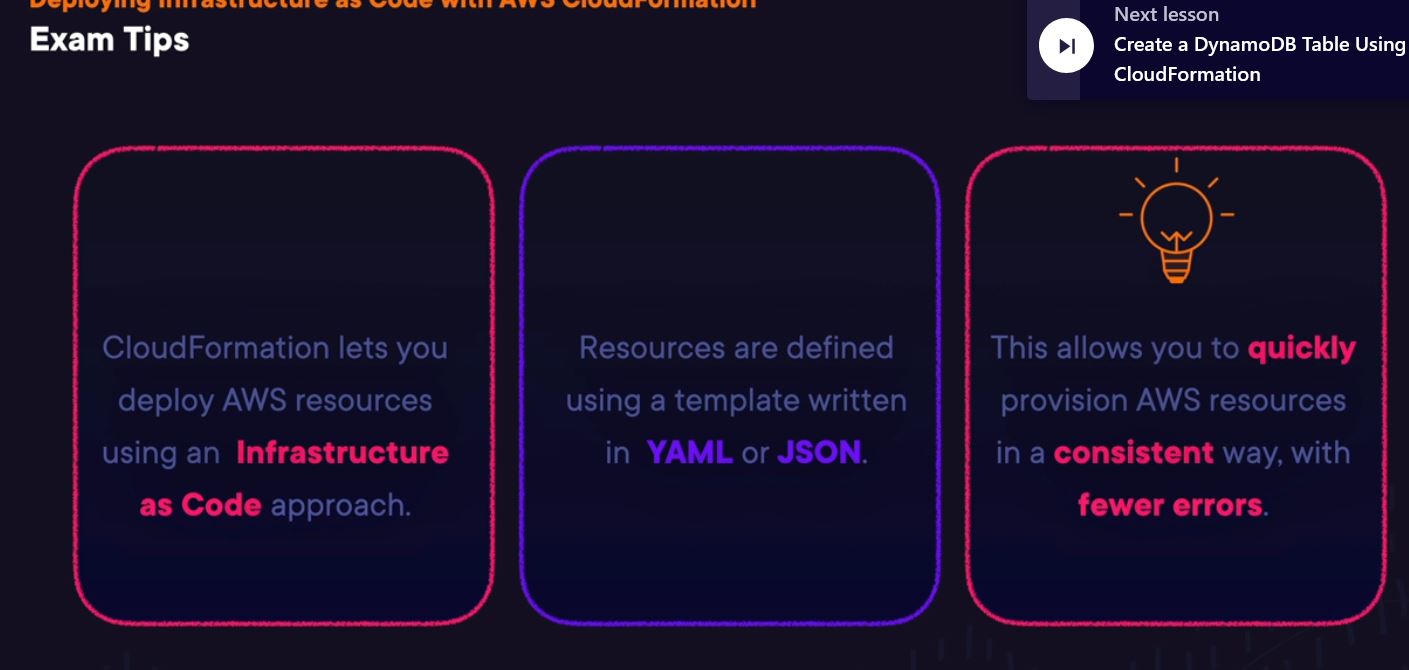 Deploying Infrastructure as Code with AWS CloudFormation
Exam Tips
Next lesson
Create a DynamoDB Table Using
CloudFormation
CloudFormation lets you
deploy AWS resources
using an Infrastructure
as Code approach.
Resources are defined
using a template written
in YAML or JSON.
This allows you to quickly
provision AWS resources
in a consistent way, with
fewer errors.